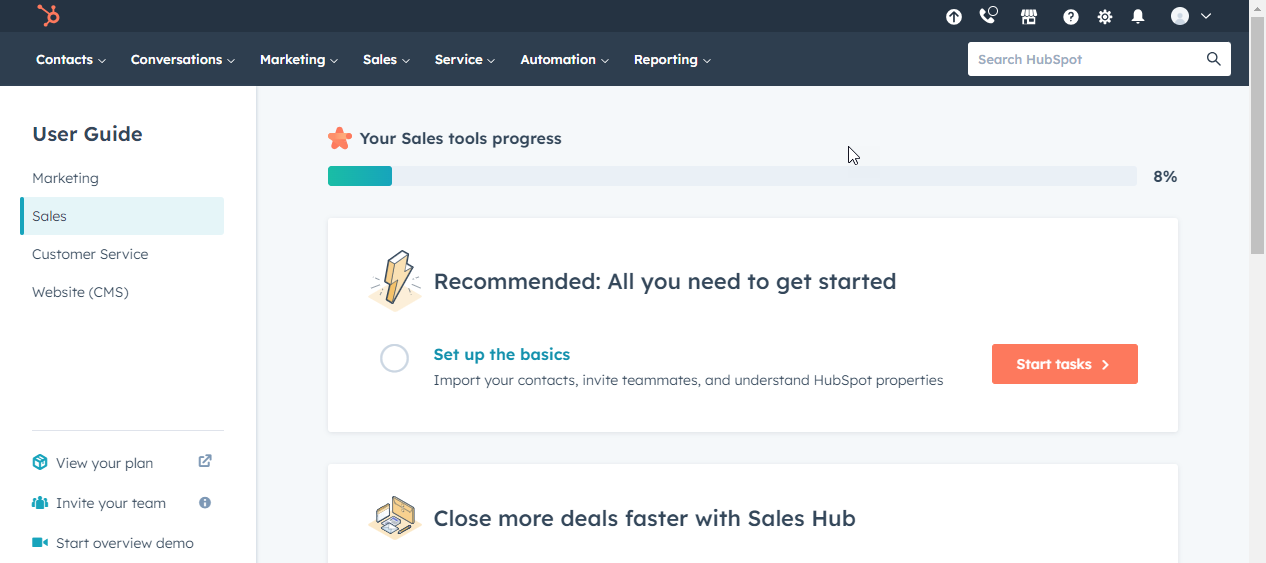 Contacts Conversations Marketing Sales Service Automation Reporting Search HubSpot
User Guide
Marketing
Sales
Customer Service
Website (CMS)
View your plan
Invite your team
Start overview demo
Your Sales tools progress
8%
Recommended: All you need to get started
Set up the basics
Import your contacts, invite teammates, and understand HubSpot properties
Start tasks
Close more deals faster with Sales Hub